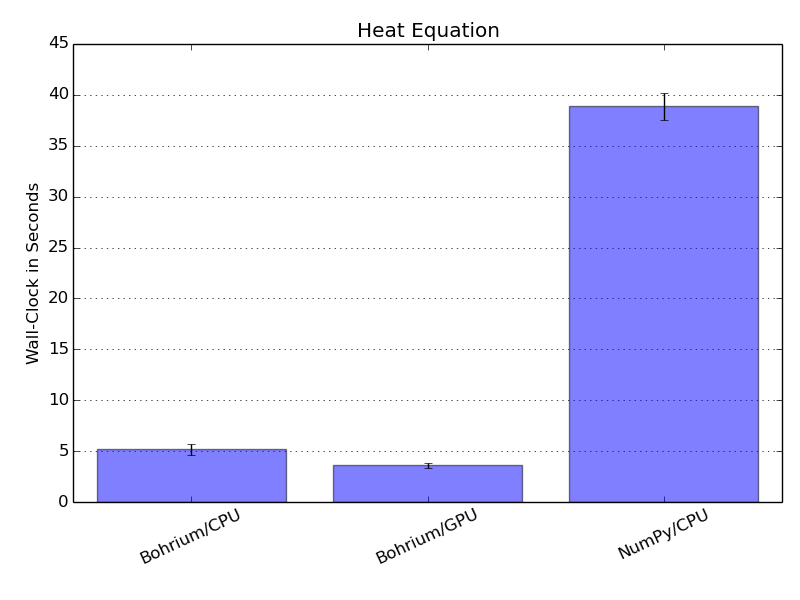 Heat Equation
Wall-Clock in Seconds
45
40
35
30
25
20
15
10
5
0
Bohrium/CPU
Bohrium/GPU
NumPy/CPU